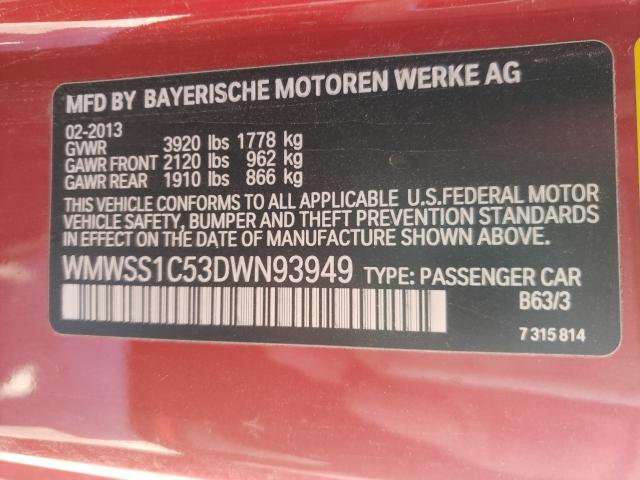 MFD BY BAYERISCHE MOTOREN WERKE AG
02-2013
GVWR 3920 lbs 1778 kg
GAWR FRONT 2120 lbs 962 kg
GAWR REAR 1910 lbs 866 kg
THIS VEHICLE CONFORMS TO ALL APPLICABLE U.S.FEDERAL MOTOR
VEHICLE SAFETY, BUMPER AND THEFT PREVENTION STANDARDS
IN EFFECT ON THE DATE OF MANUFACTURE SHOWN ABOVE.
WMWSS1C53DWN93949 TYPE: PASSENGER CAR
B63/3
7 315 814